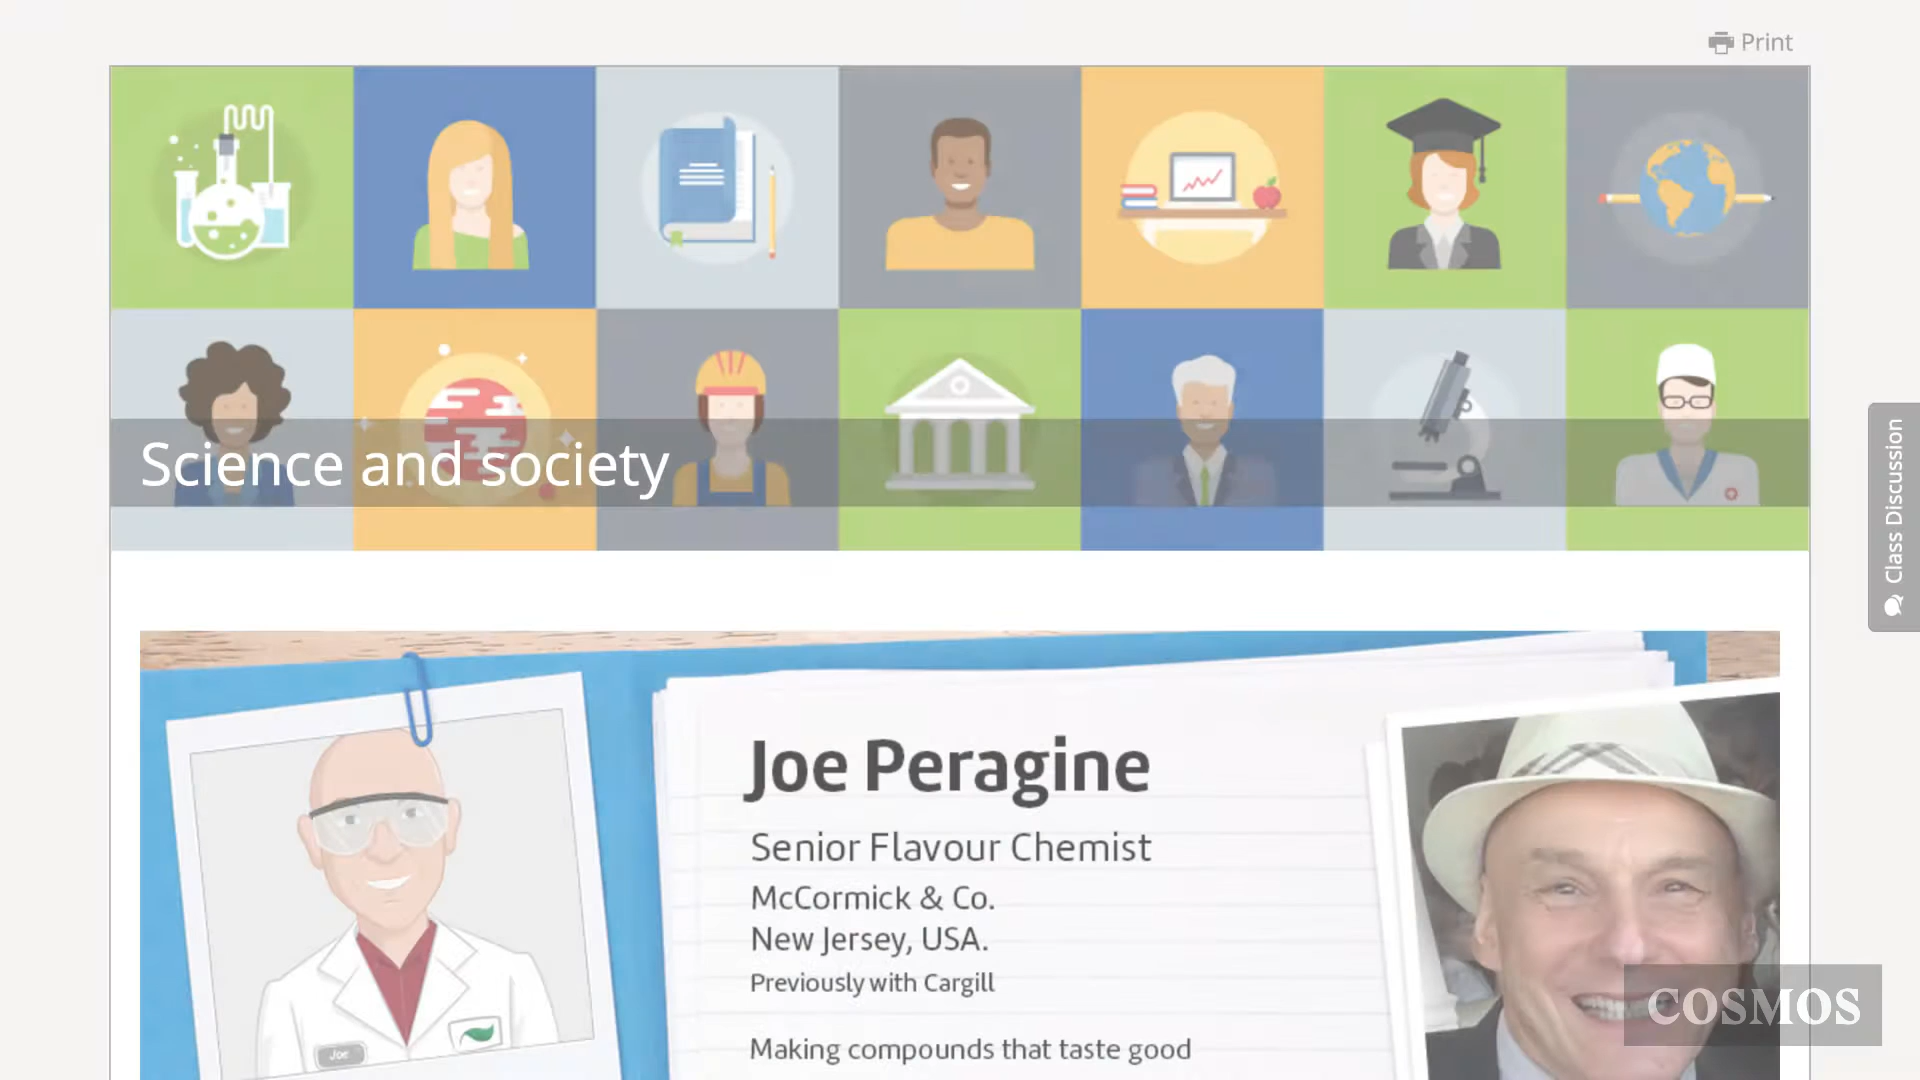 Print
Science and society
Class Discussion
Joe Peragine
Senior Flavour Chemist
McCormick & Co.
New Jersey, USA.
Previously with Cargill
Making compounds that taste good
Joe
COSMOS